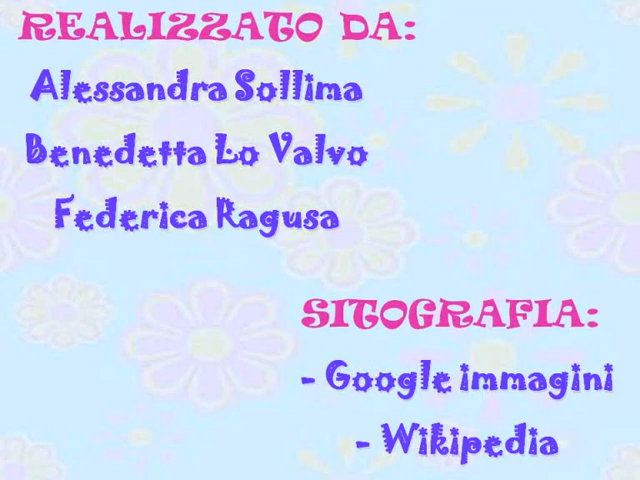 REALIZZATO DA:
Alessandra Sollima
Benedetta Lo Valvo
Federica Ragusa
SITOGRAFIA:
- Google immagini
- Wikipedia